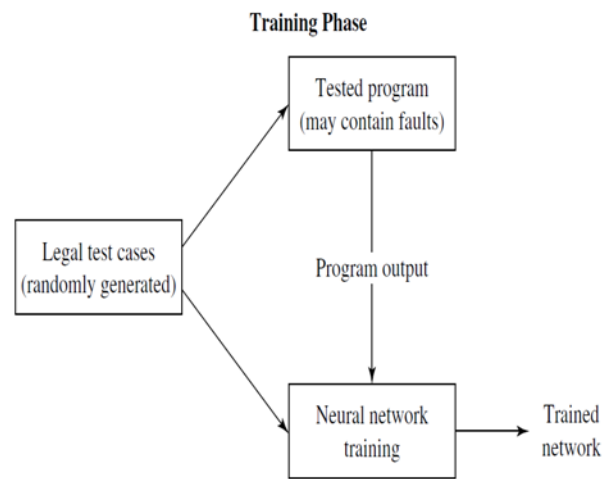 Training Phase
Tested program
(may contain faults)
Legal test cases
(randomly generated)
Program output
Neural network
training
Trained
network